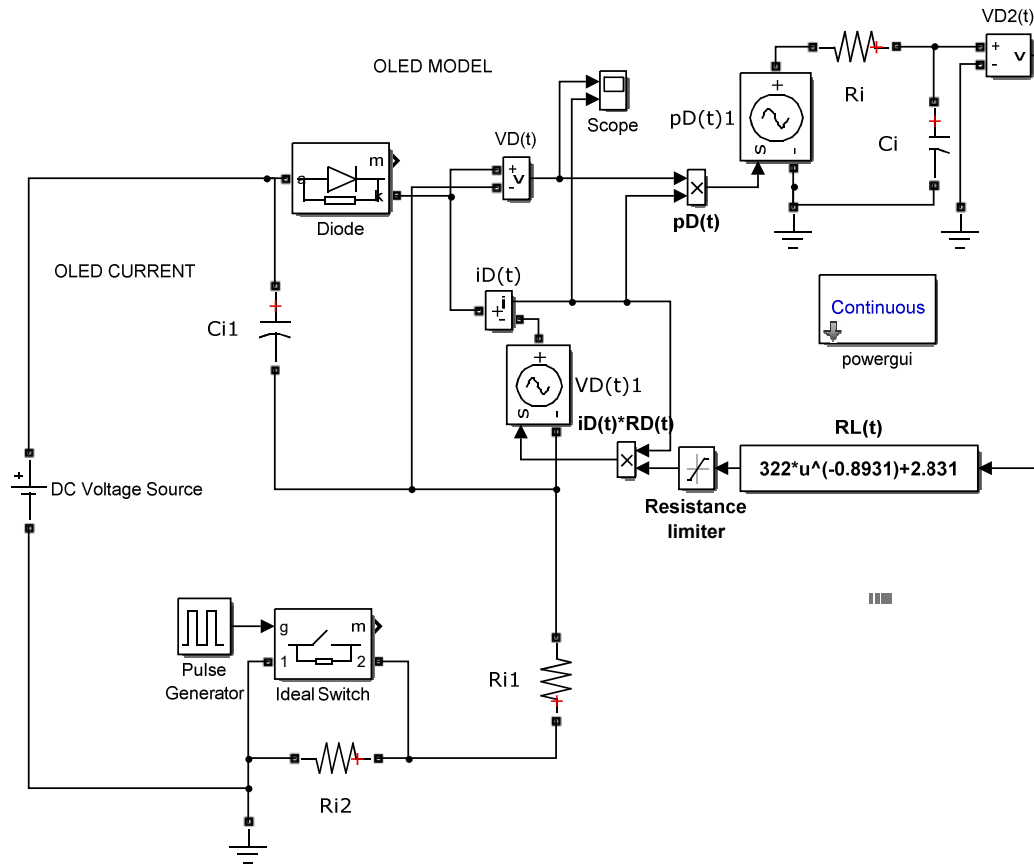 VD2(t)
+
-
v
OLED MODEL
Ri
Scope
pD(t)1
+
s
-
Ci
VD(t)
+
-
v
m
a
k
Diode
×
pD(t)
OLED CURRENT
iD(t)
i
+
-
Ci1
Continuous
powergui
+
s
-
VD(t)1
iD(t)*RD(t)
×
RL(t)
322*u^(-0.8931)+2.831
+
DC Voltage Source
Resistance
limiter
g
m
1
2
Pulse
Generator
Ideal Switch
Ri1
Ri2